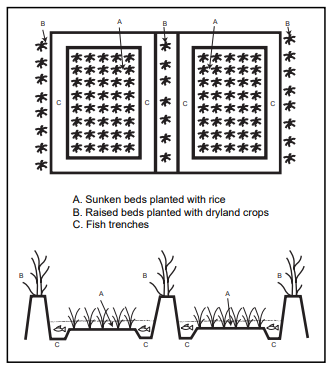 B A B A B
C C C C
A. Sunken beds planted with rice
B. Raised beds planted with dryland crops
C. Fish trenches
B A B A B
C C C C